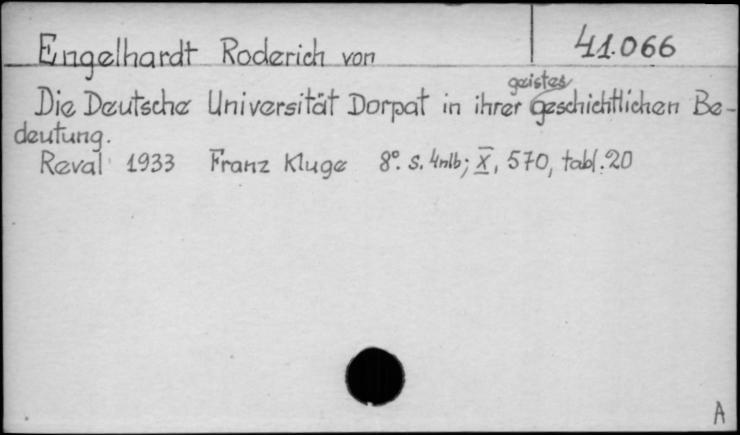 Engelhardt Roderich von 41.066
geistes
Die Deutsche Universität Dorpat in ihrer geschichtlichen Be-
deutung.
Reval 1933 Franz Kluge 8°. S. 4nlb; X, 570, tabl. 20
A